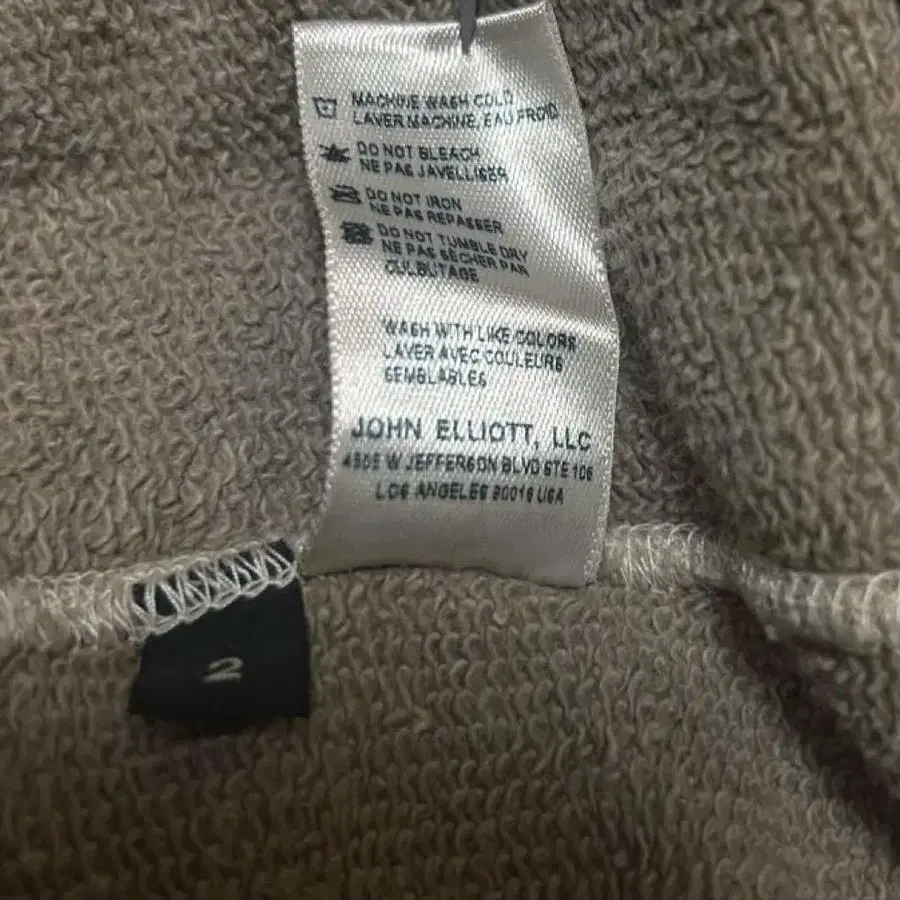 MACHINE WASH COLD
LAVER MACHINE, EAU FROID
DO NOT BLEACH
NE PAS JAVELLISER
DO NOT IRON
NE PAS REPASSER
DO NOT TUMBLE DRY
NE PAS SECHER PAR
CULBUTAGE
WASH WITH LIKE COLORS
LAVER AVEC COULEURS
SEMBLABLES
JOHN ELLIOTT, LLC
W JEFFERSON BLVD STE 106
LOS ANGELES USA
2